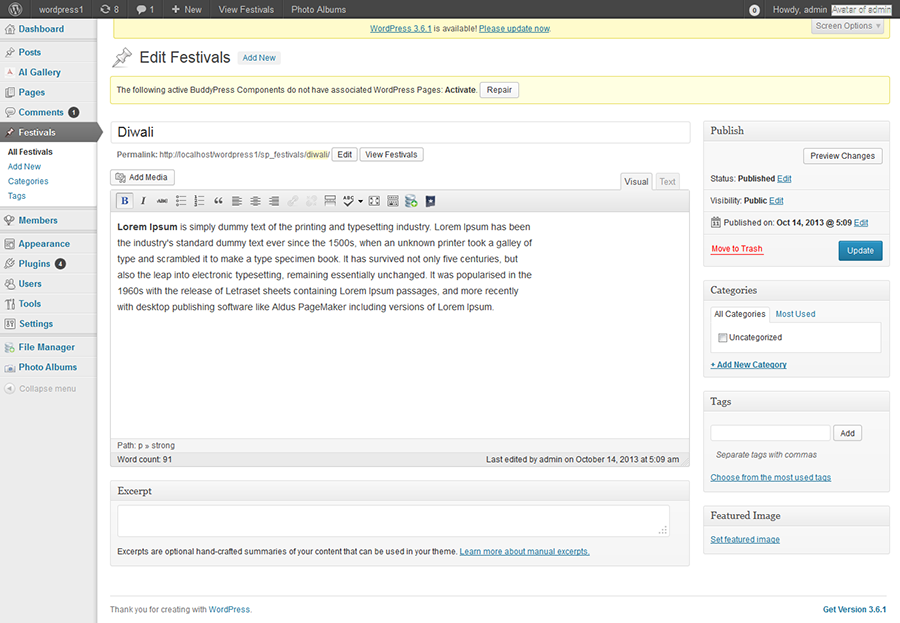 wordpress1 8 1 + New View Festivals Photo Albums 0 Howdy, admin Avatar of admin
Screen Options
WordPress 3.6.1 is available! Please update now.
Dashboard
Posts
AI Gallery
Pages
Comments 1
Festivals
All Festivals
Add New
Categories
Tags
Members
Appearance
Plugins 4
Users
Tools
Settings
File Manager
Photo Albums
Collapse menu
Edit Festivals Add New
The following active BuddyPress Components do not have associated WordPress Pages: Activate. Repair
Diwali
Permalink: http://localhost/wordpress1/sp_festivals/diwali/ Edit View Festivals
Add Media
Visual Text
B I ABC ABC
Lorem Ipsum is simply dummy text of the printing and typesetting industry. Lorem Ipsum has been
the industry's standard dummy text ever since the 1500s, when an unknown printer took a galley of
type and scrambled it to make a type specimen book. It has survived not only five centuries, but
also the leap into electronic typesetting, remaining essentially unchanged. It was popularised in the
1960s with the release of Letraset sheets containing Lorem Ipsum passages, and more recently
with desktop publishing software like Aldus PageMaker including versions of Lorem Ipsum.
Path: p » strong
Word count: 91 Last edited by admin on October 14, 2013 at 5:09 am
Excerpt
Excerpts are optional hand-crafted summaries of your content that can be used in your theme. Learn more about manual excerpts.
Publish
Preview Changes
Status: Published Edit
Visibility: Public Edit
Published on: Oct 14, 2013 @ 5:09 Edit
Move to Trash Update
Categories
All Categories Most Used
Uncategorized
+ Add New Category
Tags
Add
Separate tags with commas
Choose from the most used tags
Featured Image
Set featured image
Thank you for creating with WordPress. Get Version 3.6.1